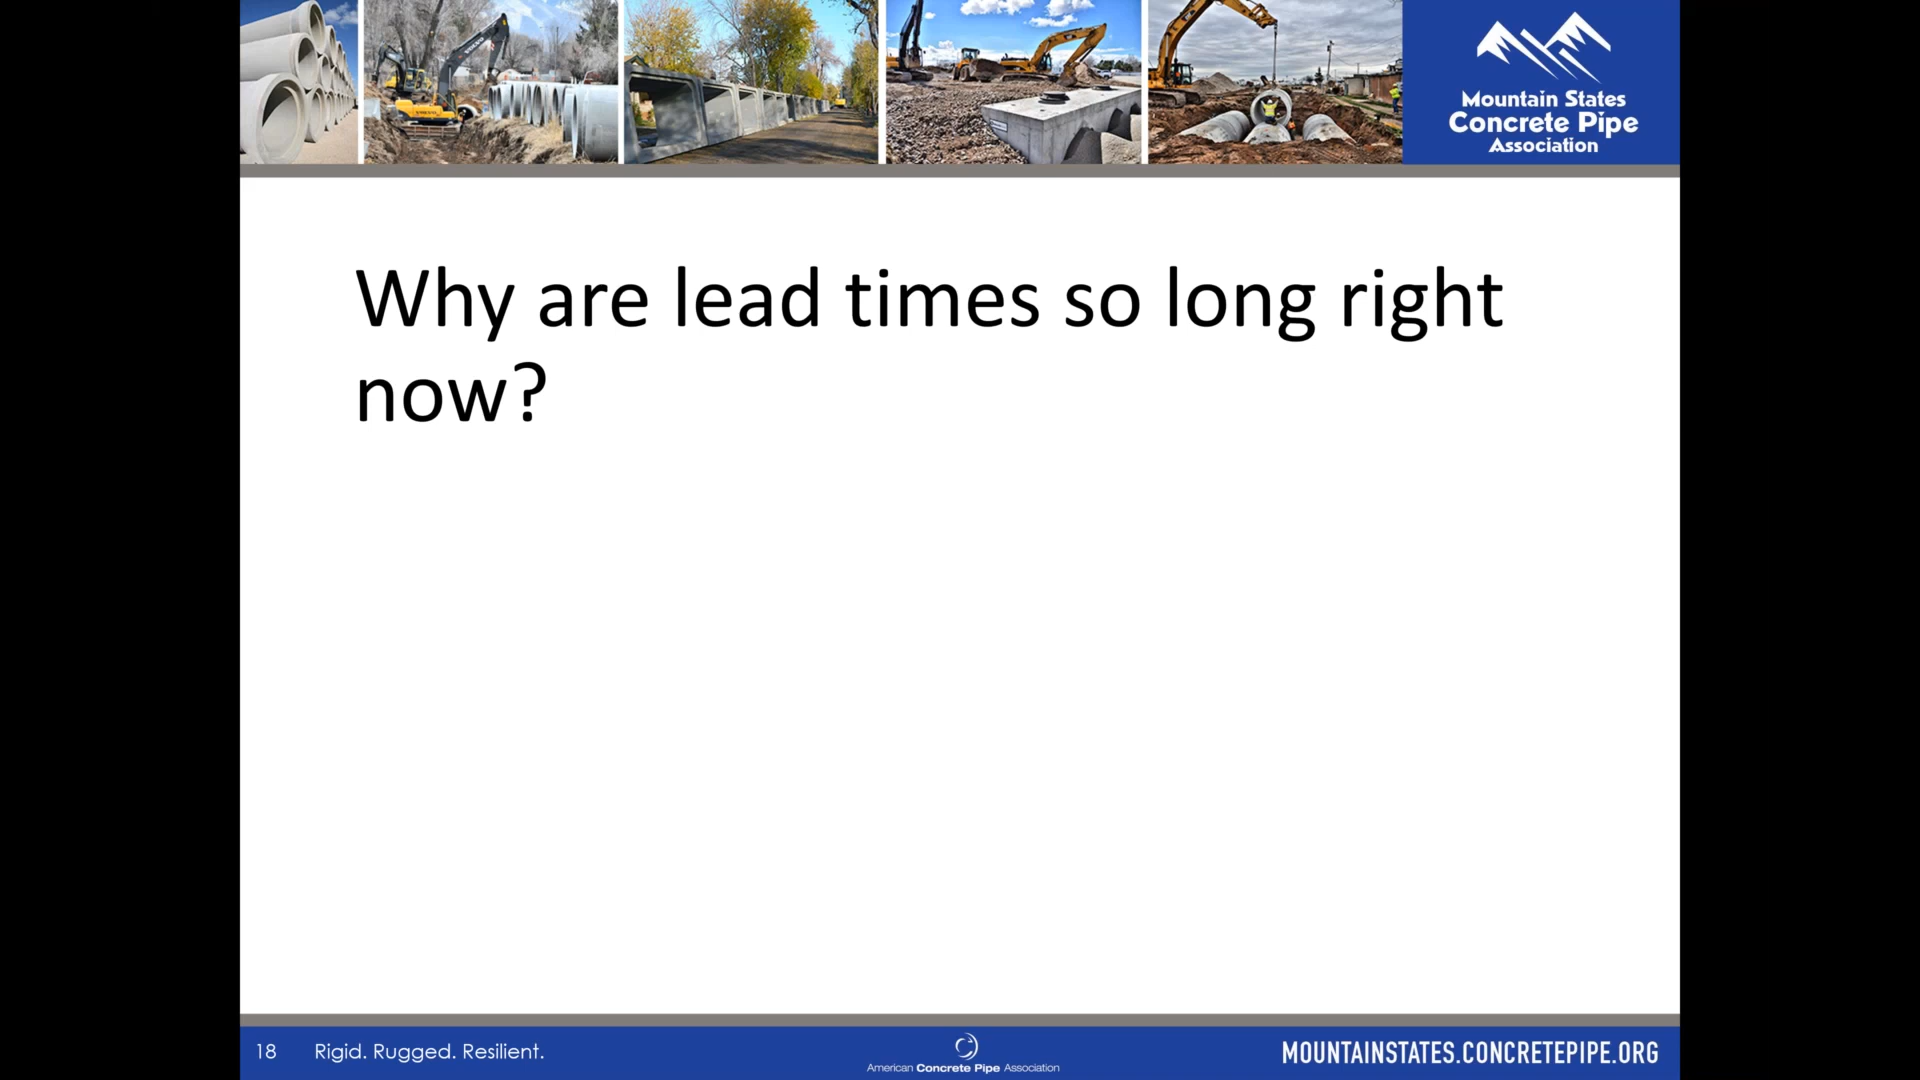 Mountain States
Concrete Pipe
Association
Why are lead times so long right
now?
18 Rigid. Rugged. Resilient.
American Concrete Pipe Association
MOUNTAINSTATES.CONCRETEPIPE.ORG